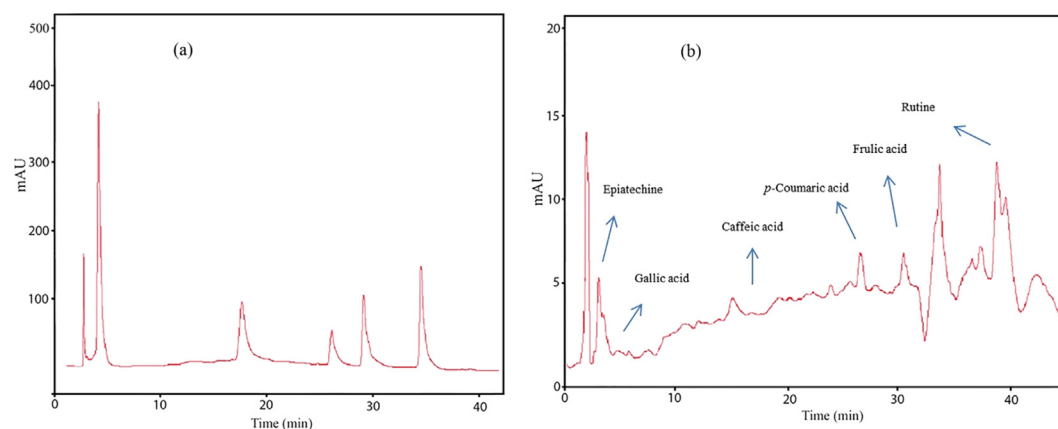 (a)
500
400
300
200
100
0
mAU
0
10
20
30
40
Time (min)
(b)
20
15
10
5
0
mAU
Epiatechine
Gallic acid
Caffeic acid
p-Coumaric acid
Frulic acid
Rutine
0
10
20
30
40
Time (min)